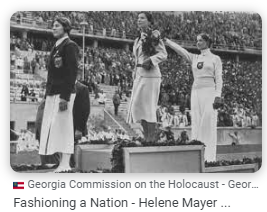 Georgia Commission on the Holocaust - Geor...
Fashioning a Nation - Helene Mayer ...